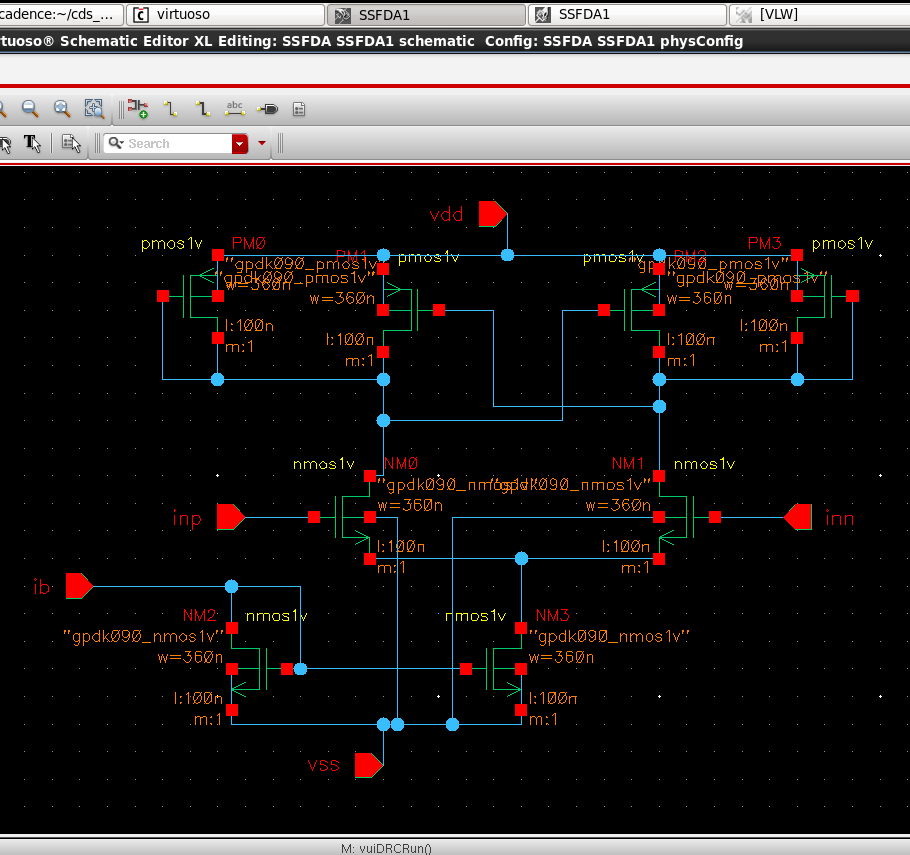 cadence:~/cds_...
virtuoso
SSFDA1
SSFDA1
[VLW]
tuoso® Schematic Editor XL Editing: SSFDA SSFDA1 schematic Config: SSFDA SSFDA1 physConfig
abc
Search
vdd
pmos1v PM0 PM1 pmos1v pmos1v PM2 PM3 pmos1v
"gpdk090_pmos1v" gpdk090_pmos1v"
"gpdk090_pmos1v gpdk090_pmos1v"
w=360n w=360n
w=360n w=360n
l:100n l:100n l:100n l:100n
m:1 m:1 m:1 m:1
nmos1v NM0 NM1 nmos1v
"gpdk090_nmos1v" "gpdk090_nmos1v"
w=360n w=360n
inp inn
l:100n l:100n
m:1 m:1
ib
NM2 nmos1v nmos1v NM3
"gpdk090_nmos1v" "gpdk090_nmos1v"
w=360n w=360n
l:100n l:100n
m:1 m:1
vss
M: vuiDRCRun()